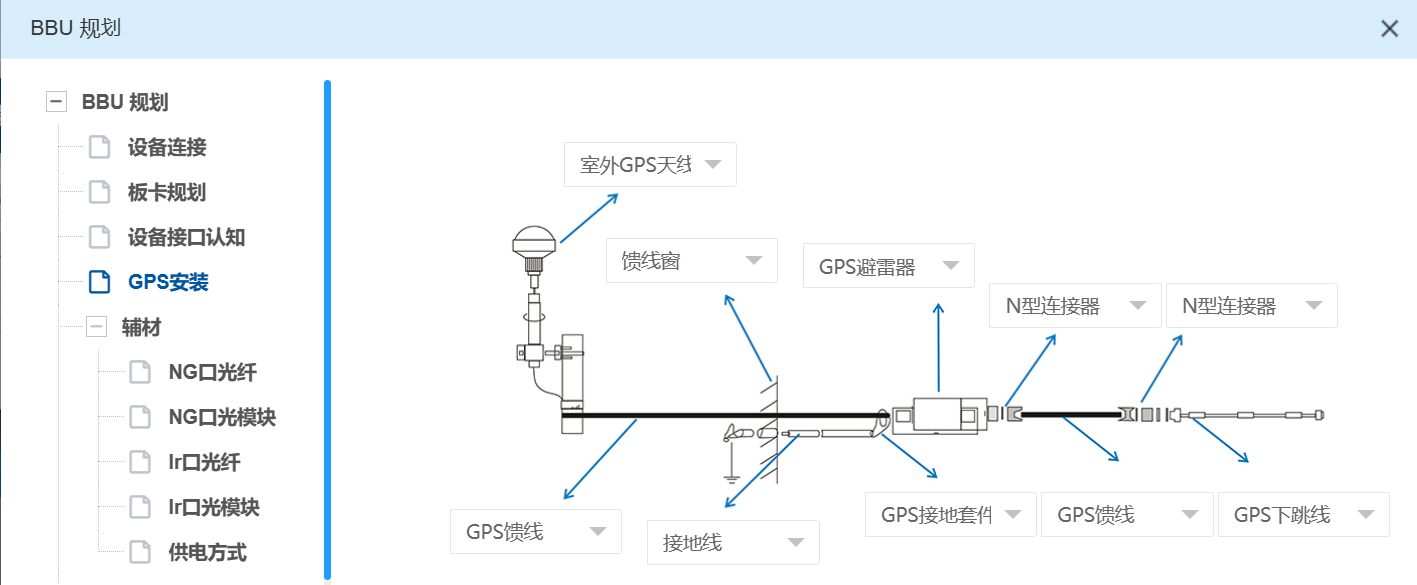 BBU 规划
BBU 规划
设备连接
板卡规划
设备接口认知
GPS安装
辅材
NG口光纤
NG口光模块
Ir口光纤
Ir口光模块
供电方式
室外GPS天线
馈线窗
GPS避雷器
N型连接器
N型连接器
GPS馈线
接地线
GPS接地套件
GPS馈线
GPS下跳线